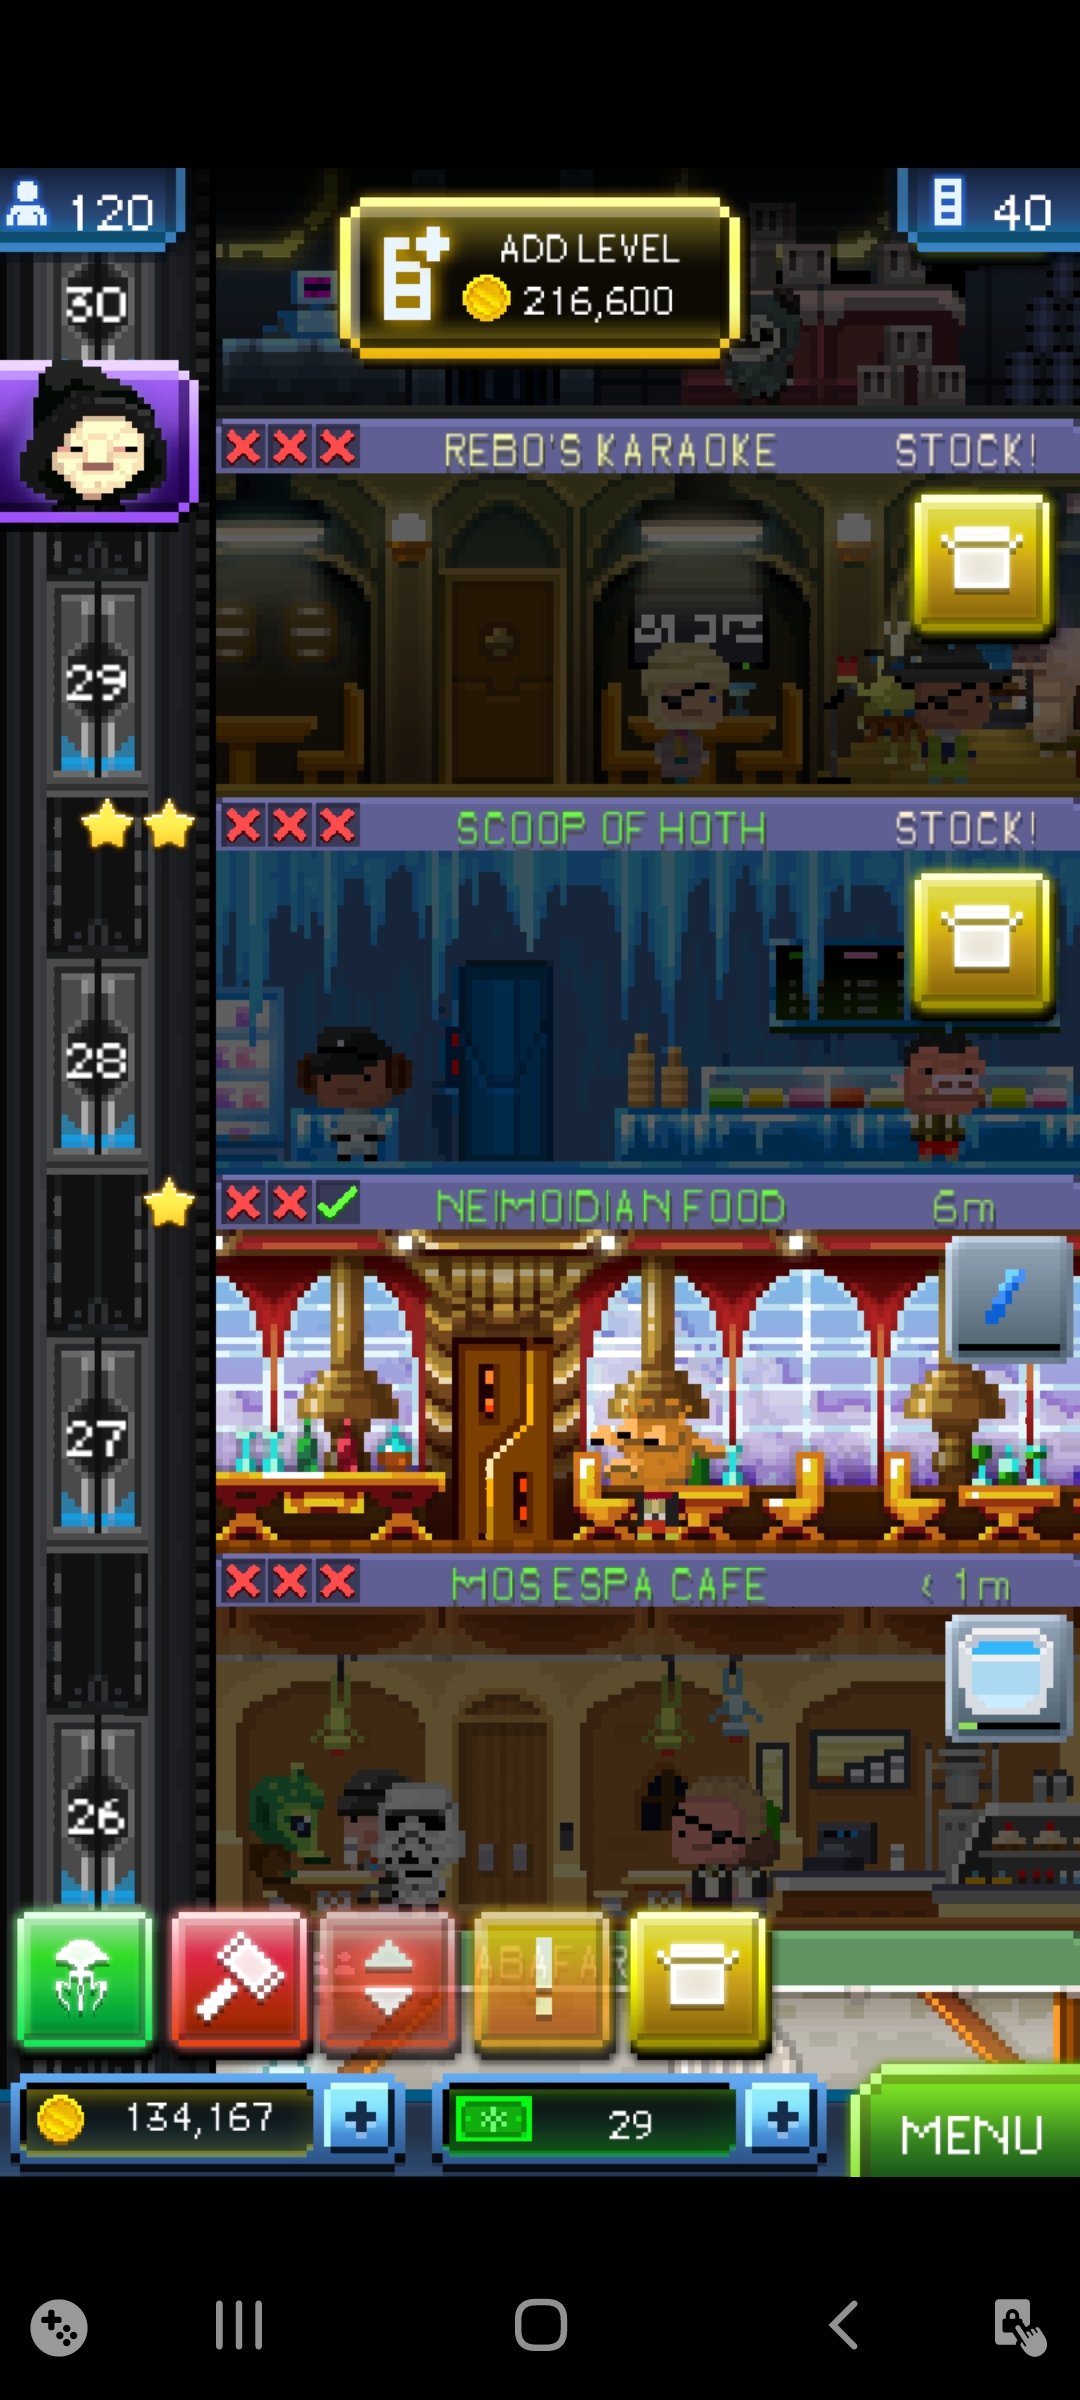 120
40
ADD LEVEL
216,600
30
REBO'S KARAOKE STOCK!
29
SCOOP OF HOTH STOCK!
28
NEIMOIDIAN FOOD 6m
27
MOS ESPA CAFE < 1m
26
ABAFAR
134,167
29
MENU